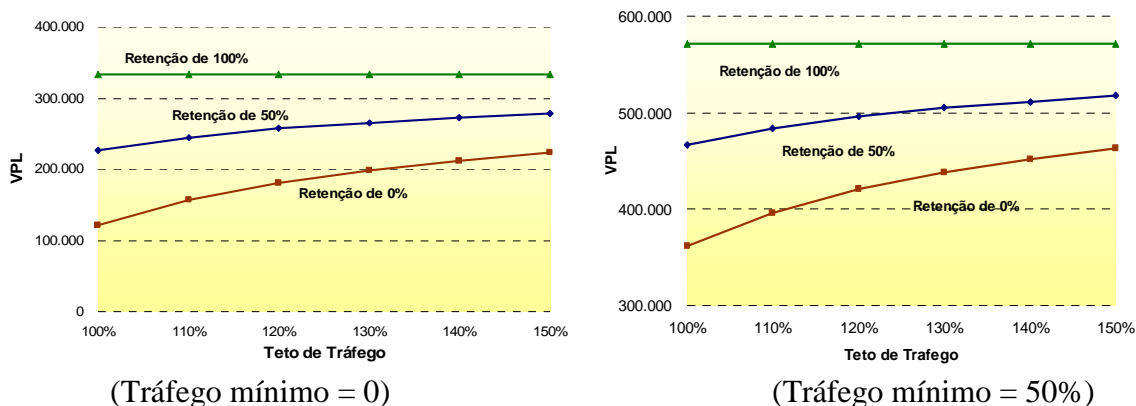 400.000
300.000
200.000
100.000
0
VPL
Retenção de 100%
Retenção de 50%
Retenção de 0%
100% 110% 120% 130% 140% 150%
Teto de Tráfego
(Tráfego mínimo = 0)
600.000
500.000
400.000
300.000
VPL
Retenção de 100%
Retenção de 50%
Retenção de 0%
100% 110% 120% 130% 140% 150%
Teto de Trafego
(Tráfego mínimo = 50%)